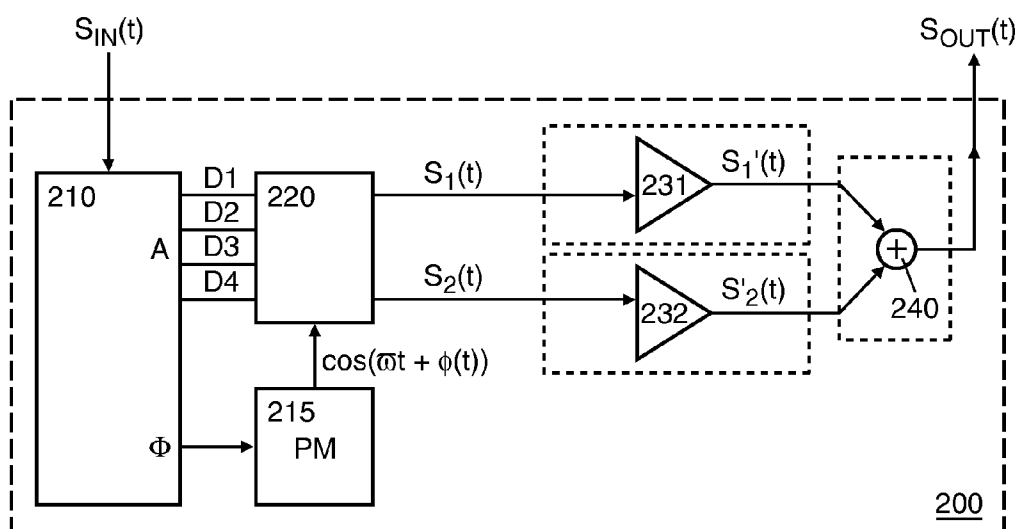 S_IN(t)
S_OUT(t)
210
A
Φ
D1
D2
D3
D4
220
S_1(t)
S_2(t)
231
S_1'(t)
232
S'_2(t)
+
240
cos(ϖt + ϕ(t))
215
PM
200